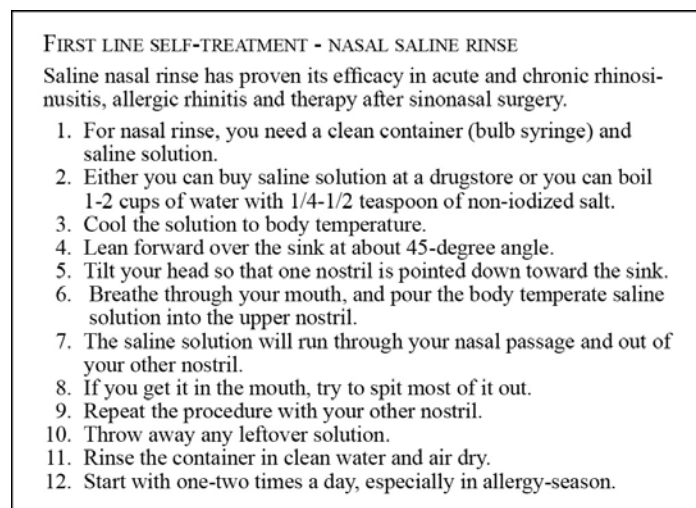 FIRST LINE SELF-TREATMENT - NASAL SALINE RINSE
Saline nasal rinse has proven its efficacy in acute and chronic rhinosi-
nusitis, allergic rhinitis and therapy after sinonasal surgery.
1. For nasal rinse, you need a clean container (bulb syringe) and
saline solution.
2. Either you can buy saline solution at a drugstore or you can boil
1-2 cups of water with 1/4-1/2 teaspoon of non-iodized salt.
3. Cool the solution to body temperature.
4. Lean forward over the sink at about 45-degree angle.
5. Tilt your head so that one nostril is pointed down toward the sink.
6. Breathe through your mouth, and pour the body temperate saline
solution into the upper nostril.
7. The saline solution will run through your nasal passage and out of
your other nostril.
8. If you get it in the mouth, try to spit most of it out.
9. Repeat the procedure with your other nostril.
10. Throw away any leftover solution.
11. Rinse the container in clean water and air dry.
12. Start with one-two times a day, especially in allergy-season.